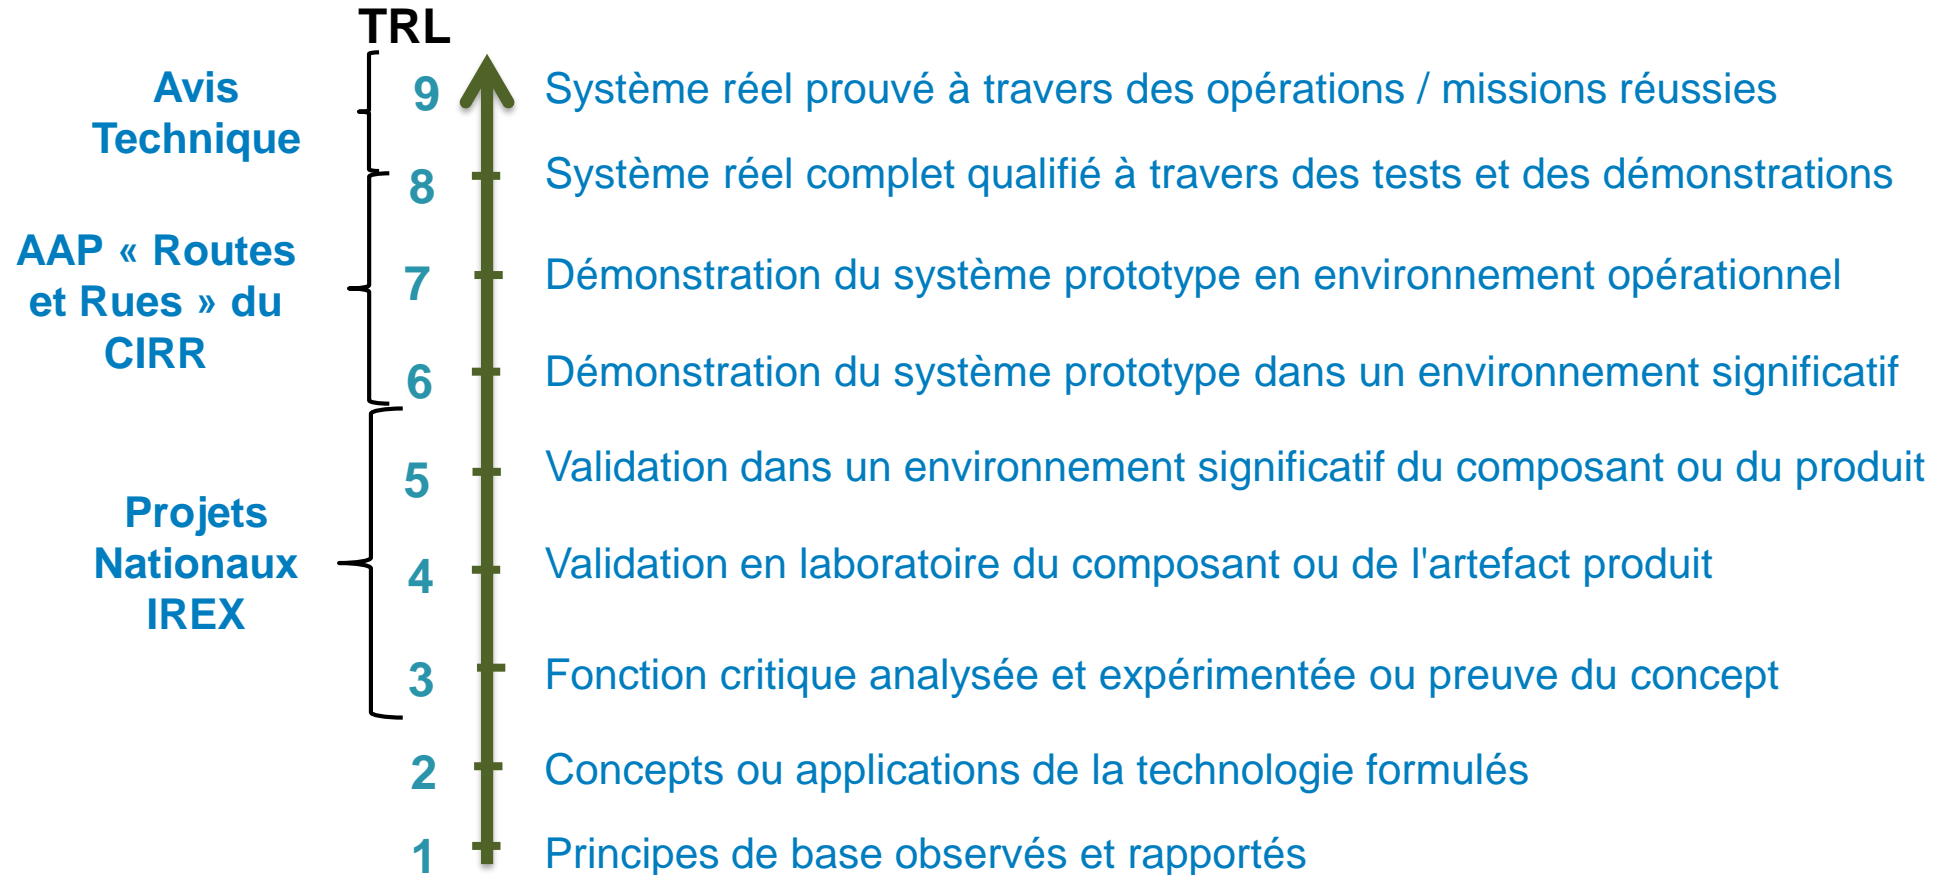 TRL
Avis
Technique
9 Système réel prouvé à travers des opérations / missions réussies
8 Système réel complet qualifié à travers des tests et des démonstrations
AAP « Routes
et Rues » du
CIRR
7 Démonstration du système prototype en environnement opérationnel
6 Démonstration du système prototype dans un environnement significatif
Projets
Nationaux
IREX
5 Validation dans un environnement significatif du composant ou du produit
4 Validation en laboratoire du composant ou de l'artefact produit
3 Fonction critique analysée et expérimentée ou preuve du concept
2 Concepts ou applications de la technologie formulés
1 Principes de base observés et rapportés